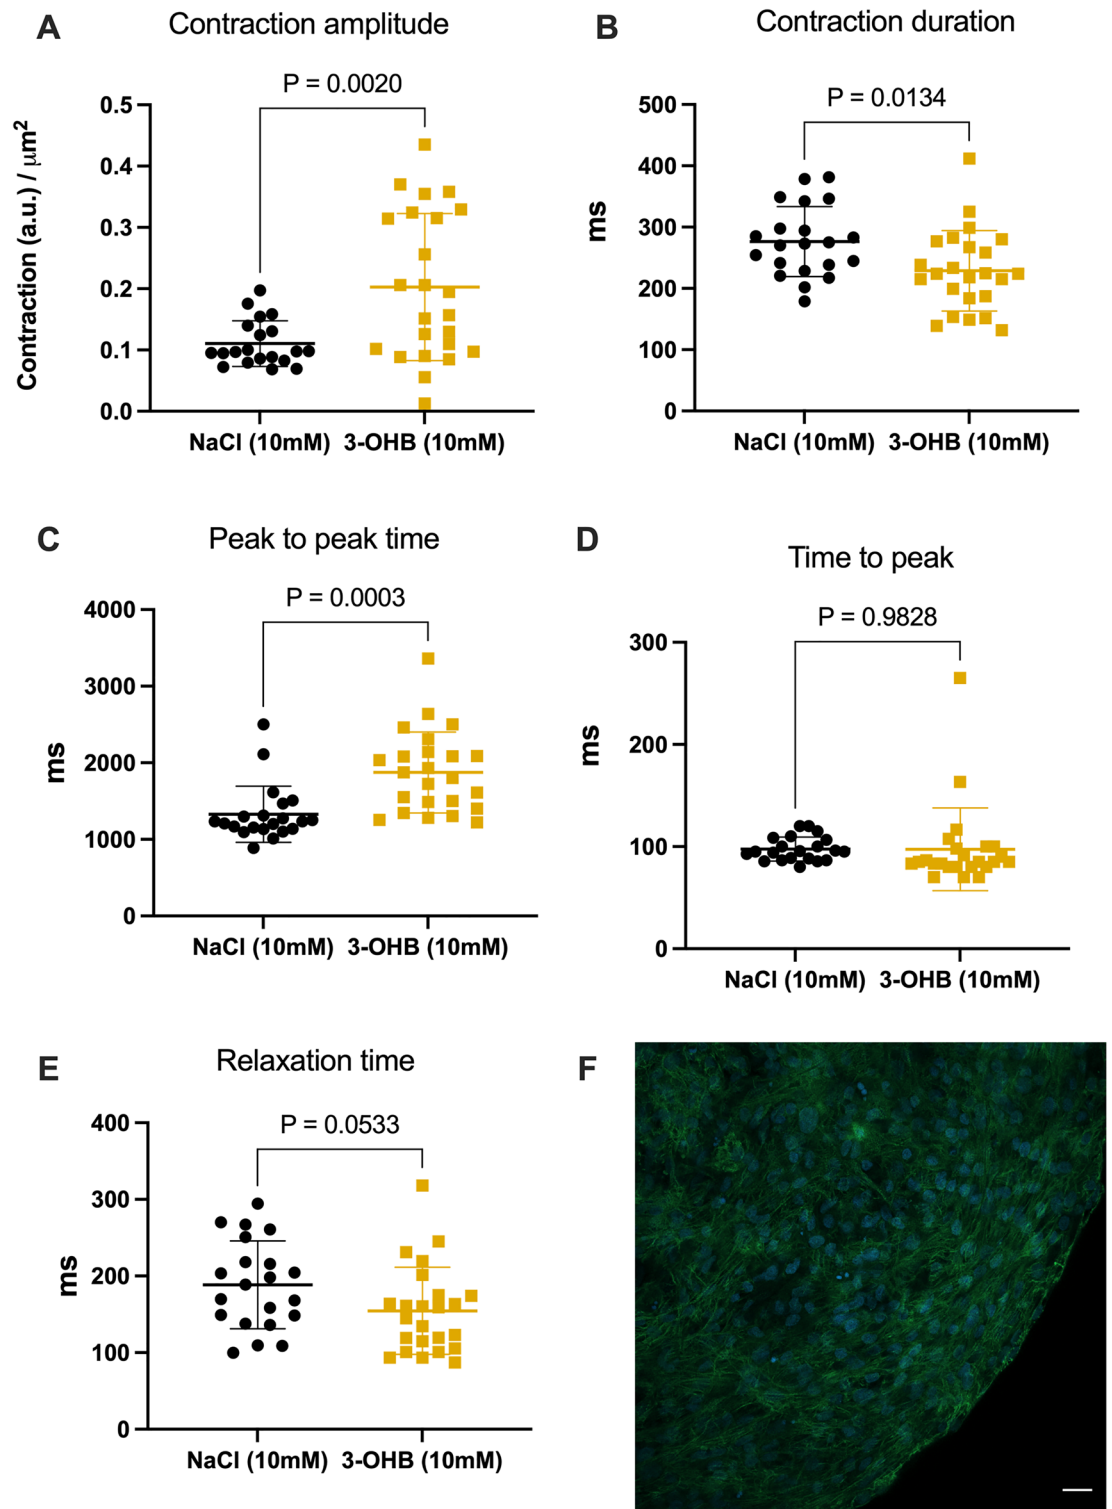 A
Contraction amplitude
P = 0.0020
Contraction (a.u.) / μm²
0.5
0.4
0.3
0.2
0.1
0.0
NaCl (10mM)
3-OHB (10mM)
B
Contraction duration
P = 0.0134
ms
500
400
300
200
100
0
NaCl (10mM)
3-OHB (10mM)
C
Peak to peak time
P = 0.0003
ms
4000
3000
2000
1000
0
NaCl (10mM)
3-OHB (10mM)
D
Time to peak
P = 0.9828
ms
300
200
100
0
NaCl (10mM)
3-OHB (10mM)
E
Relaxation time
P = 0.0533
ms
400
300
200
100
0
NaCl (10mM)
3-OHB (10mM)
F